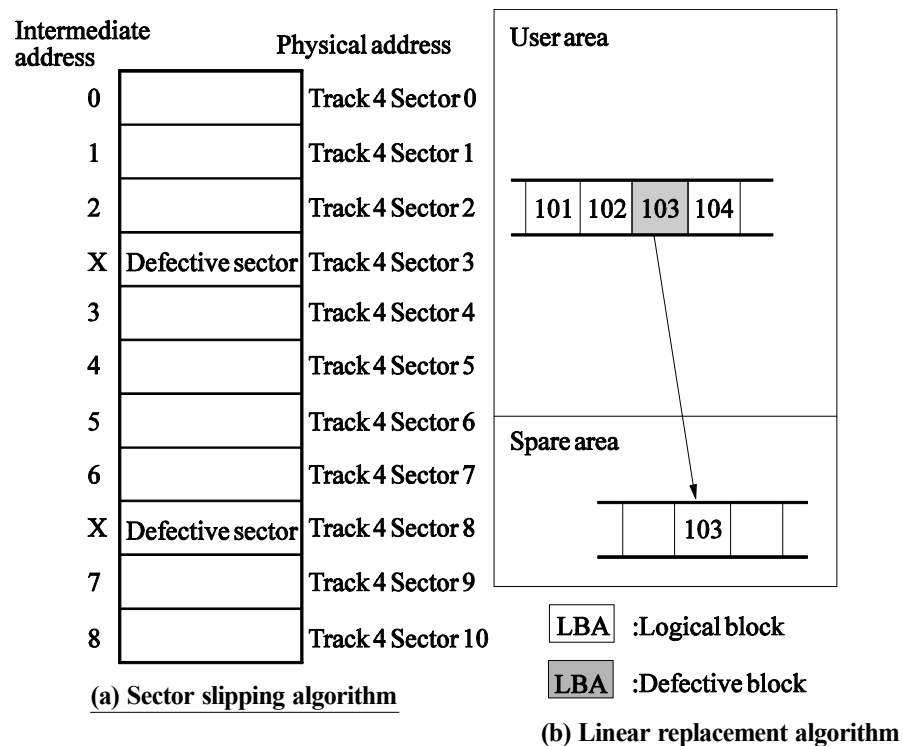 Intermediate
address
Physical address
0 Track 4 Sector 0
1 Track 4 Sector 1
2 Track 4 Sector 2
X Defective sector Track 4 Sector 3
3 Track 4 Sector 4
4 Track 4 Sector 5
5 Track 4 Sector 6
6 Track 4 Sector 7
X Defective sector Track 4 Sector 8
7 Track 4 Sector 9
8 Track 4 Sector 10
(a) Sector slipping algorithm
User area
101 102 103 104
Spare area
103
LBA :Logical block
LBA :Defective block
(b) Linear replacement algorithm